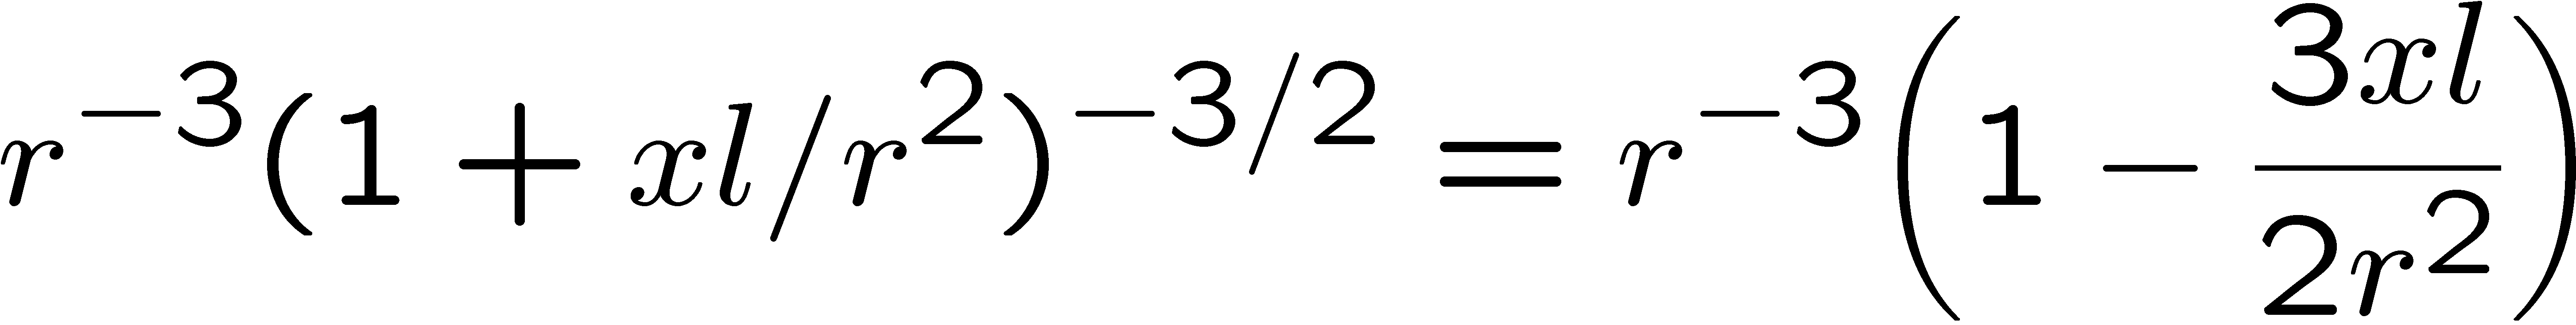 r^{-3}(1 + xl/r^2)^{-3/2} = r^{-3}\left(1 - \frac{3xl}{2r^2}\right)